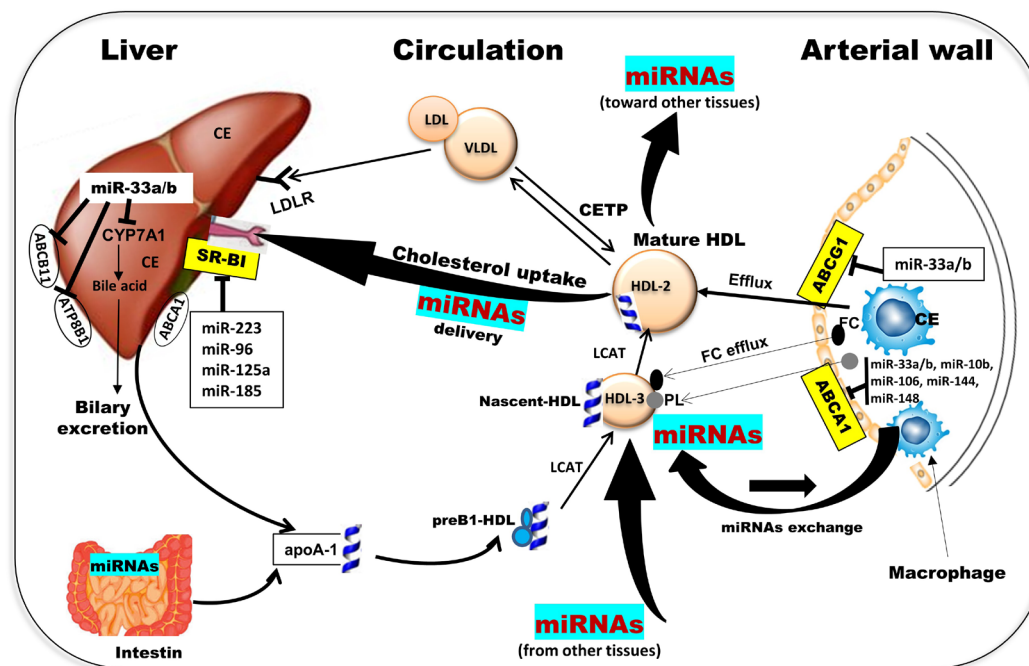 Liver
Circulation
Arterial wall
miRNAs
(toward other tissues)
CE
LDL
VLDL
LDLR
CETP
miR-33a/b
CYP7A1
CE
Bile acid
ABCB11
ATP8B1
ABCA1
SR-BI
miR-223
miR-96
miR-125a
miR-185
Bilary
excretion
Cholesterol uptake
miRNAs
delivery
Mature HDL
HDL-2
Efflux
ABCG1
miR-33a/b
CE
FC
LCAT
FC efflux
Nascent-HDL
HDL-3
PL
miR-33a/b, miR-10b,
miR-106, miR-144,
miR-148
ABCA1
miRNAs
miRNAs exchange
Macrophage
LCAT
preB1-HDL
apoA-1
miRNAs
Intestin
miRNAs
(from other tissues)